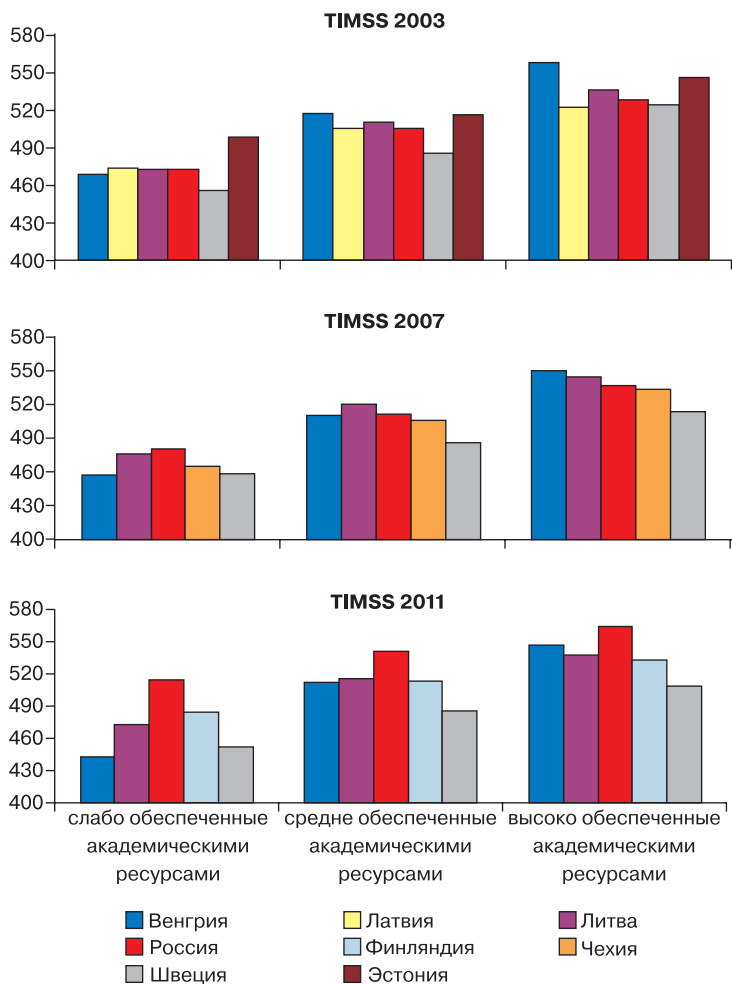 TIMSS 2003
580
550
520
490
460
430
400
TIMSS 2007
580
550
520
490
460
430
400
TIMSS 2011
580
550
520
490
460
430
400
слабо обеспеченные академическими ресурсами
средне обеспеченные академическими ресурсами
высоко обеспеченные академическими ресурсами
Венгрия
Латвия
Литва
Россия
Финляндия
Чехия
Швеция
Эстония